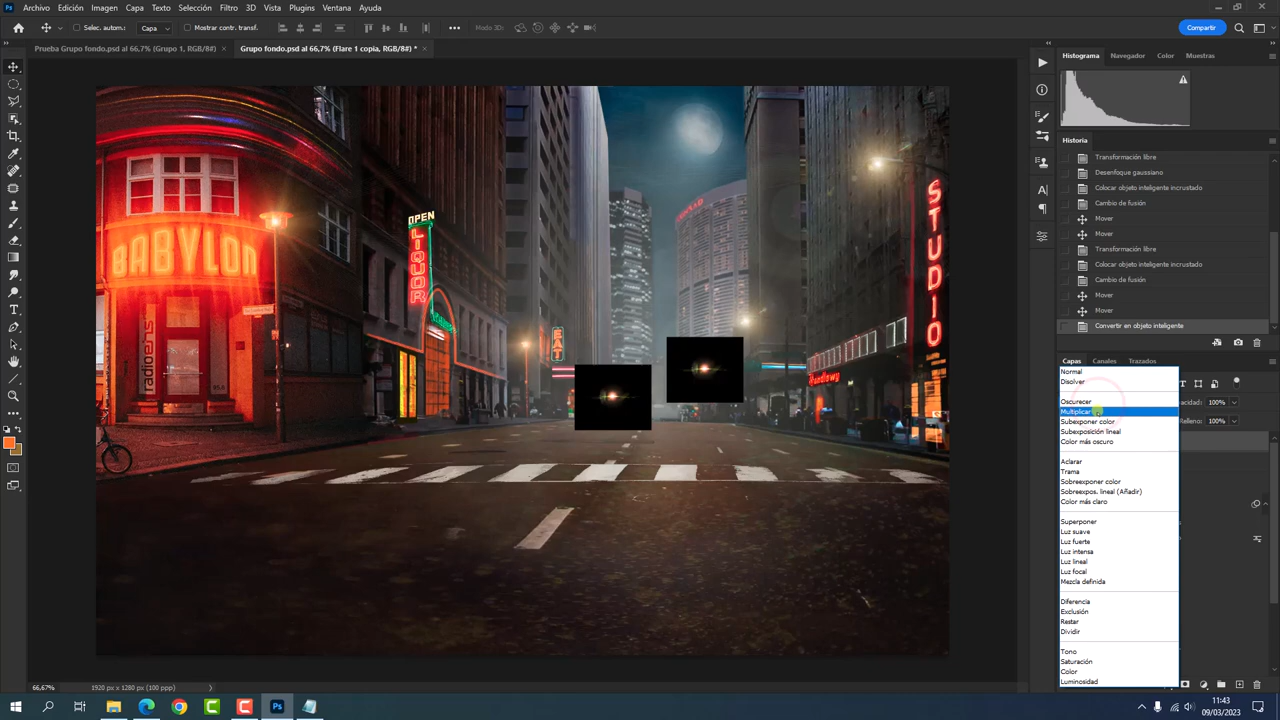 Ps Archivo Edición Imagen Capa Texto Selección Filtro 3D Vista Plugins Ventana Ayuda
Selec. autom.: Capa Mostrar contr. transf. Modo 3D: Compartir
Prueba Grupo fondo.psd al 66,7% (Grupo 1, RGB/8#) × Grupo fondo.psd al 66,7% (Flare 1 copia, RGB/8#) * ×
Histograma Navegador Color Muestras
Historia
Transformación libre
Desenfoque gaussiano
Colocar objeto inteligente incrustado
Cambio de fusión
Mover
Mover
Transformación libre
Colocar objeto inteligente incrustado
Cambio de fusión
Mover
Mover
Convertir en objeto inteligente
Capas Canales Trazados
Normal
Disolver
Oscurecer
Multiplicar
Subexponer color
Subexposición lineal
Color más oscuro
Aclarar
Trama
Sobreexponer color
Sobreexpos. lineal (Añadir)
Color más claro
Superponer
Luz suave
Luz fuerte
Luz intensa
Luz lineal
Luz focal
Mezcla definida
Diferencia
Exclusión
Restar
Dividir
Tono
Saturación
Color
Luminosidad
acidad: 100%
Relleno: 100%
BABYLON
radioeins
OPEN
LIQUOR
EAT
STUDIO
66,67% 1920 px x 1280 px (100 ppp)
11:43
09/03/2023